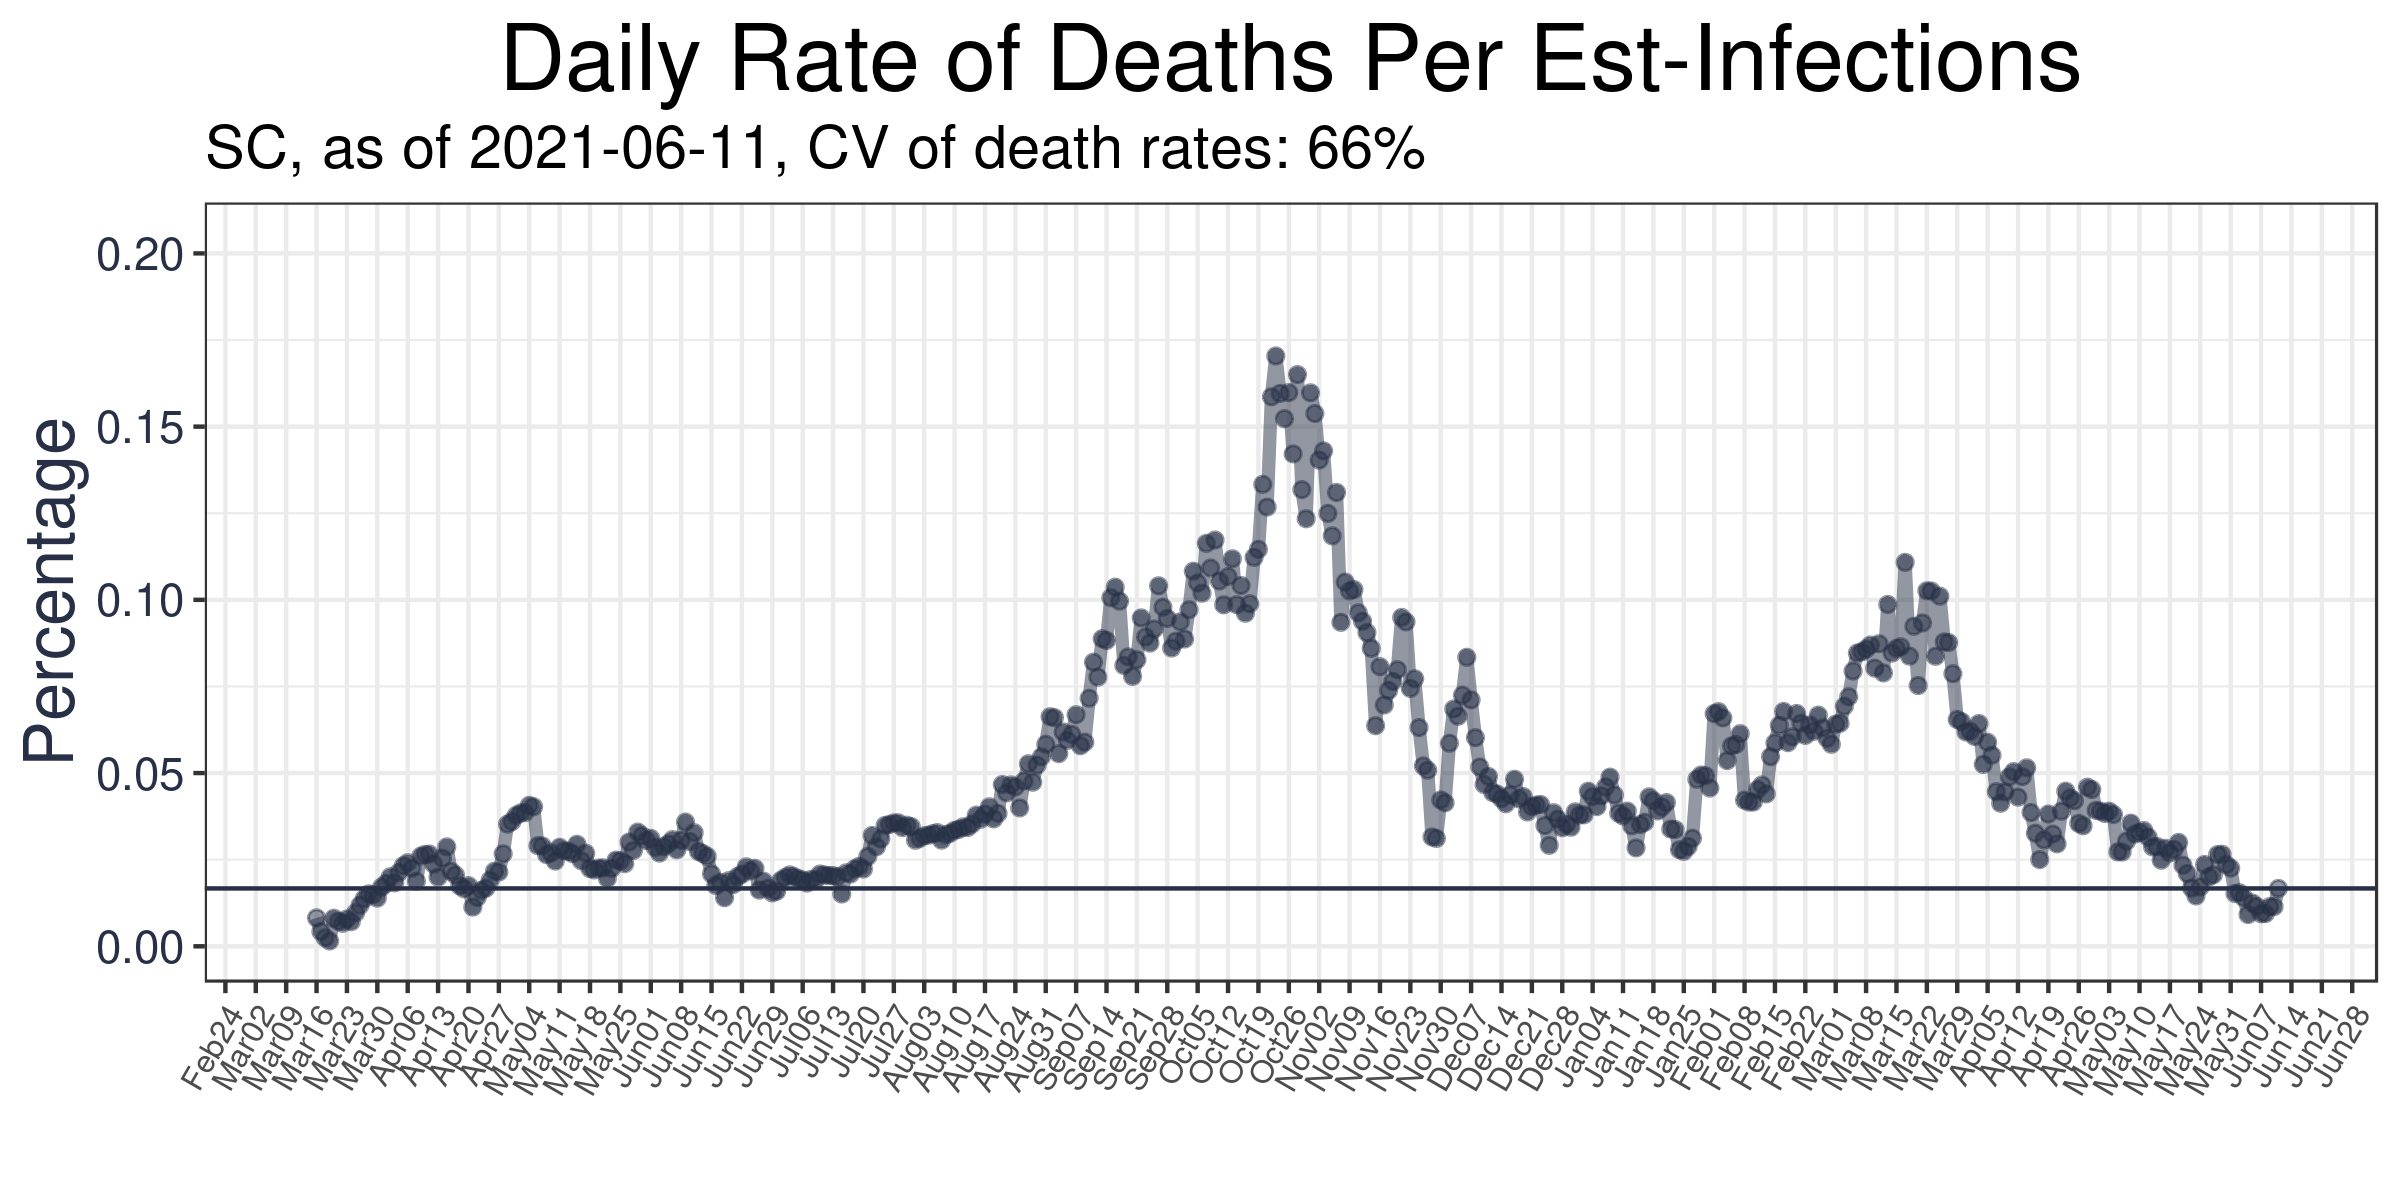 Daily Rate of Deaths Per Est-Infections
SC, as of 2021-06-11, CV of death rates: 66%
Percentage
0.20
0.15
0.10
0.05
0.00
Feb24
Mar02
Mar09
Mar16
Mar23
Mar30
Apr06
Apr13
Apr20
Apr27
May04
May11
May18
May25
Jun01
Jun08
Jun15
Jun22
Jun29
Jul06
Jul13
Jul20
Jul27
Aug03
Aug10
Aug17
Aug24
Aug31
Sep07
Sep14
Sep21
Sep28
Oct05
Oct12
Oct19
Oct26
Nov02
Nov09
Nov16
Nov23
Nov30
Dec07
Dec14
Dec21
Dec28
Jan04
Jan11
Jan18
Jan25
Feb01
Feb08
Feb15
Feb22
Mar01
Mar08
Mar15
Mar22
Mar29
Apr05
Apr12
Apr19
Apr26
May03
May10
May17
May24
May31
Jun07
Jun14
Jun21
Jun28